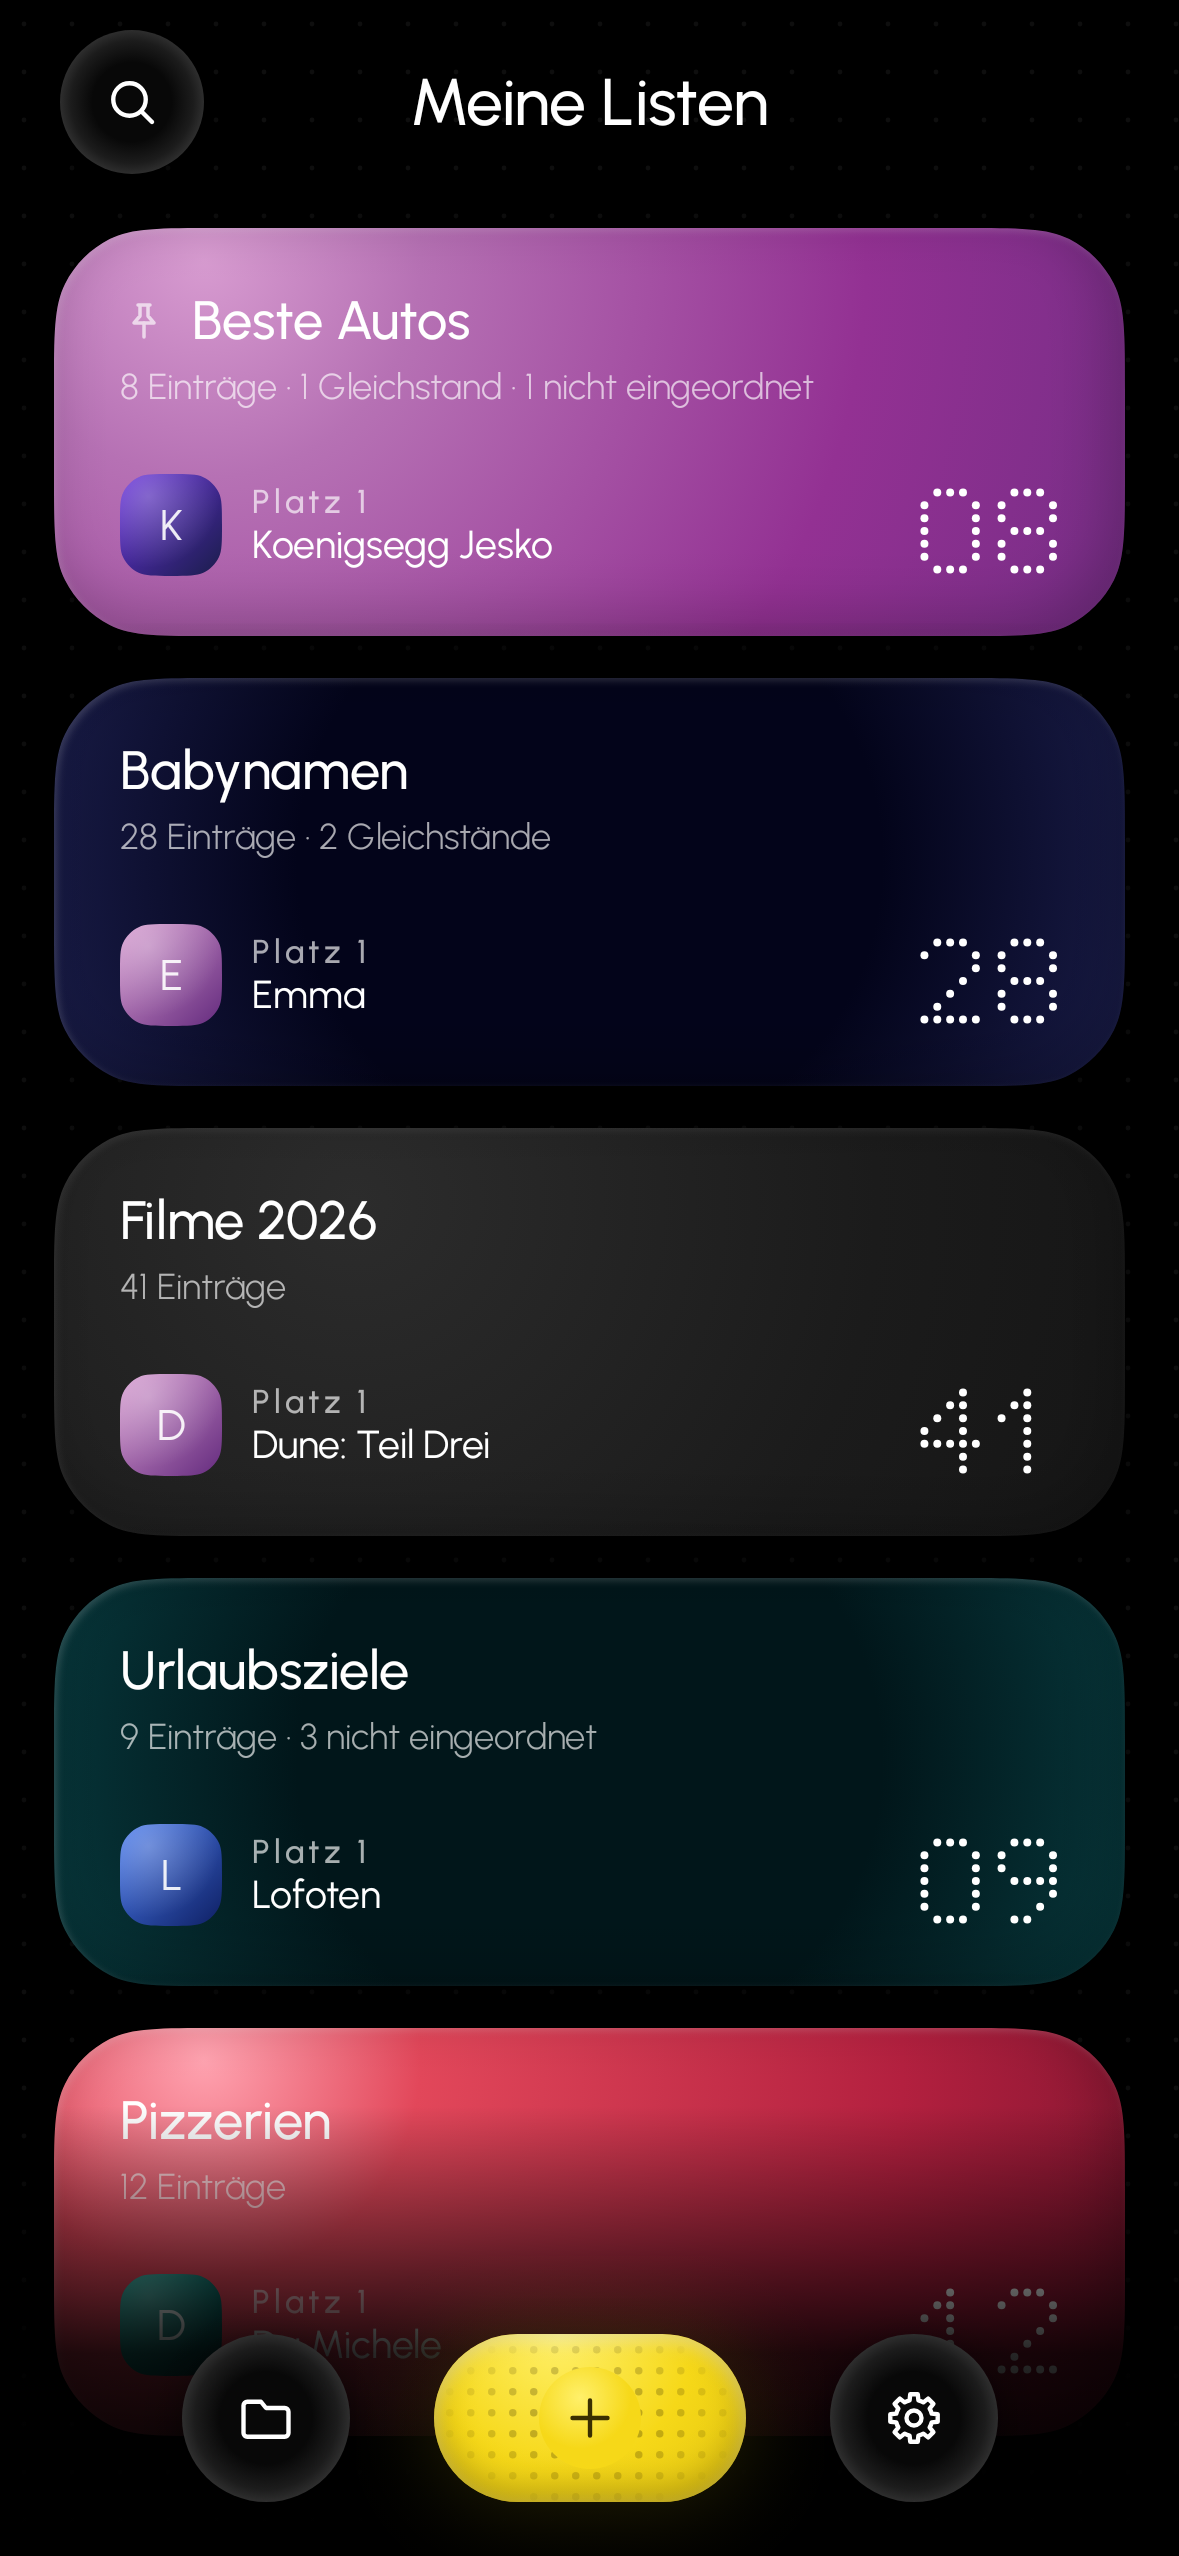 Meine Listen
Beste Autos
8 Einträge · 1 Gleichstand · 1 nicht eingeordnet
K
Platz 1
Koenigsegg Jesko
08
Babynamen
28 Einträge · 2 Gleichstände
E
Platz 1
Emma
28
Filme 2026
41 Einträge
D
Platz 1
Dune: Teil Drei
41
Urlaubsziele
9 Einträge · 3 nicht eingeordnet
L
Platz 1
Lofoten
09
Pizzerien
12 Einträge
D
Platz 1
Michele
12